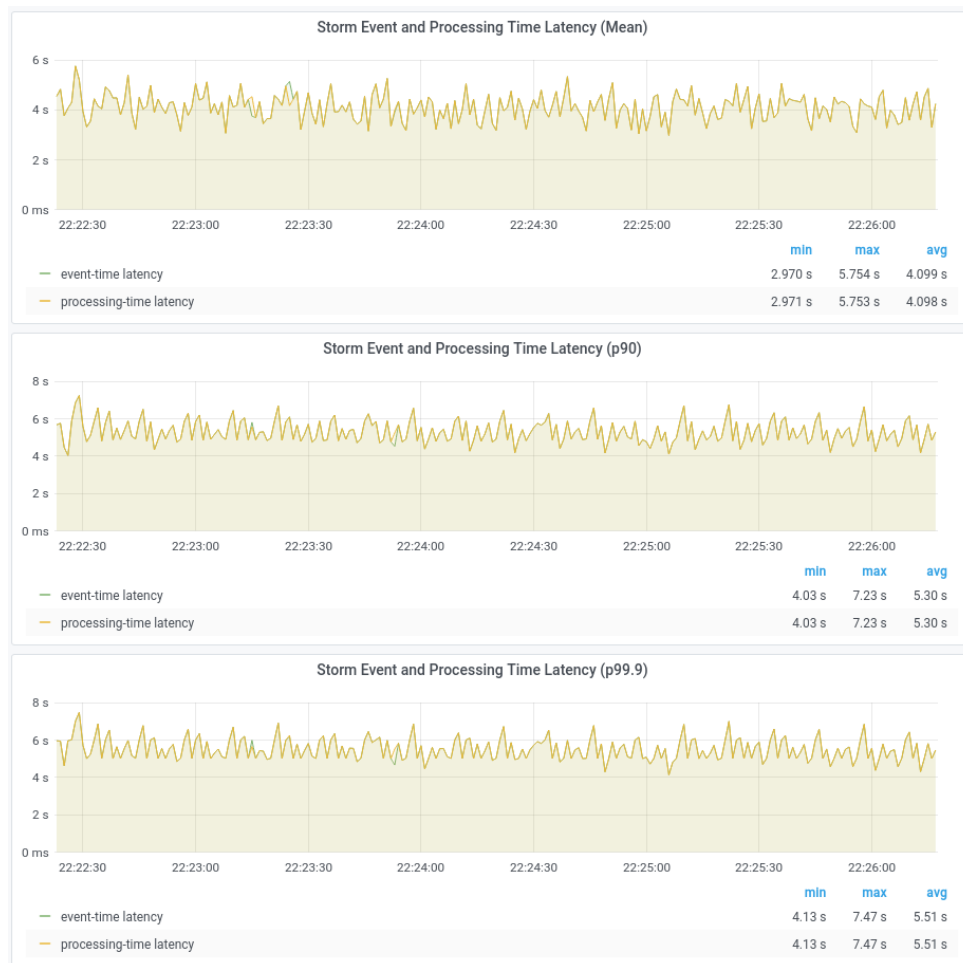 Storm Event and Processing Time Latency (Mean)
6 s
4 s
2 s
0 ms
22:22:30 22:23:00 22:23:30 22:24:00 22:24:30 22:25:00 22:25:30 22:26:00
min max avg
event-time latency 2.970 s 5.754 s 4.099 s
processing-time latency 2.971 s 5.753 s 4.098 s
Storm Event and Processing Time Latency (p90)
8 s
6 s
4 s
2 s
0 ms
22:22:30 22:23:00 22:23:30 22:24:00 22:24:30 22:25:00 22:25:30 22:26:00
min max avg
event-time latency 4.03 s 7.23 s 5.30 s
processing-time latency 4.03 s 7.23 s 5.30 s
Storm Event and Processing Time Latency (p99.9)
8 s
6 s
4 s
2 s
0 ms
22:22:30 22:23:00 22:23:30 22:24:00 22:24:30 22:25:00 22:25:30 22:26:00
min max avg
event-time latency 4.13 s 7.47 s 5.51 s
processing-time latency 4.13 s 7.47 s 5.51 s